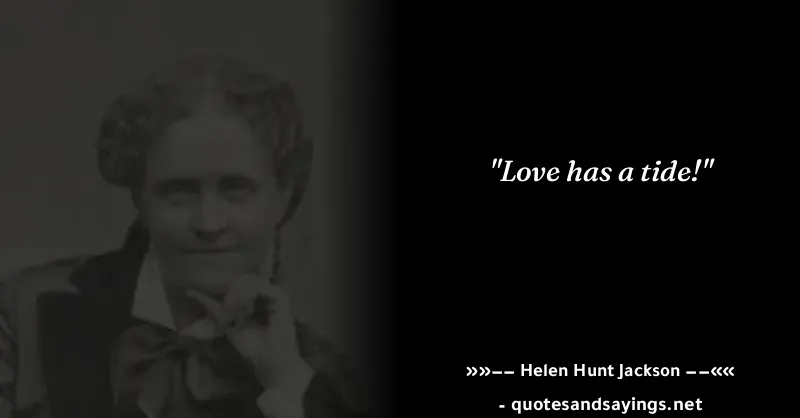 "Love has a tide!"
»»–– Helen Hunt Jackson ––««
- quotesandsayings.net